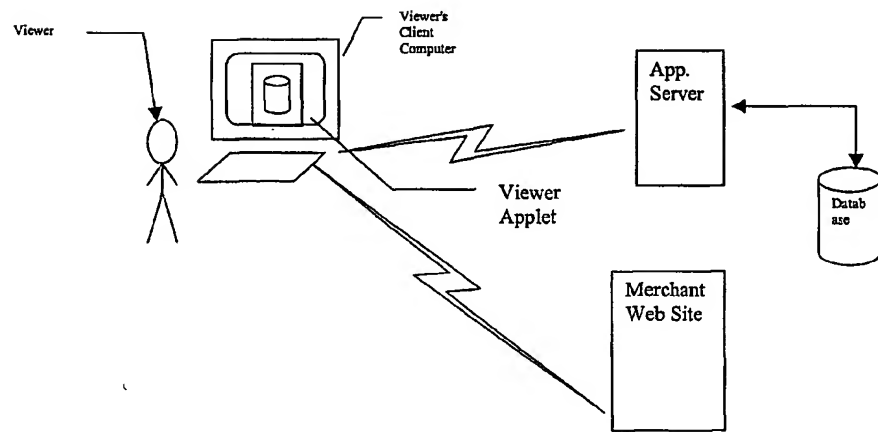 Viewer
Viewer's
Client
Computer
App.
Server
Viewer
Applet
Datab
ase
Merchant
Web Site